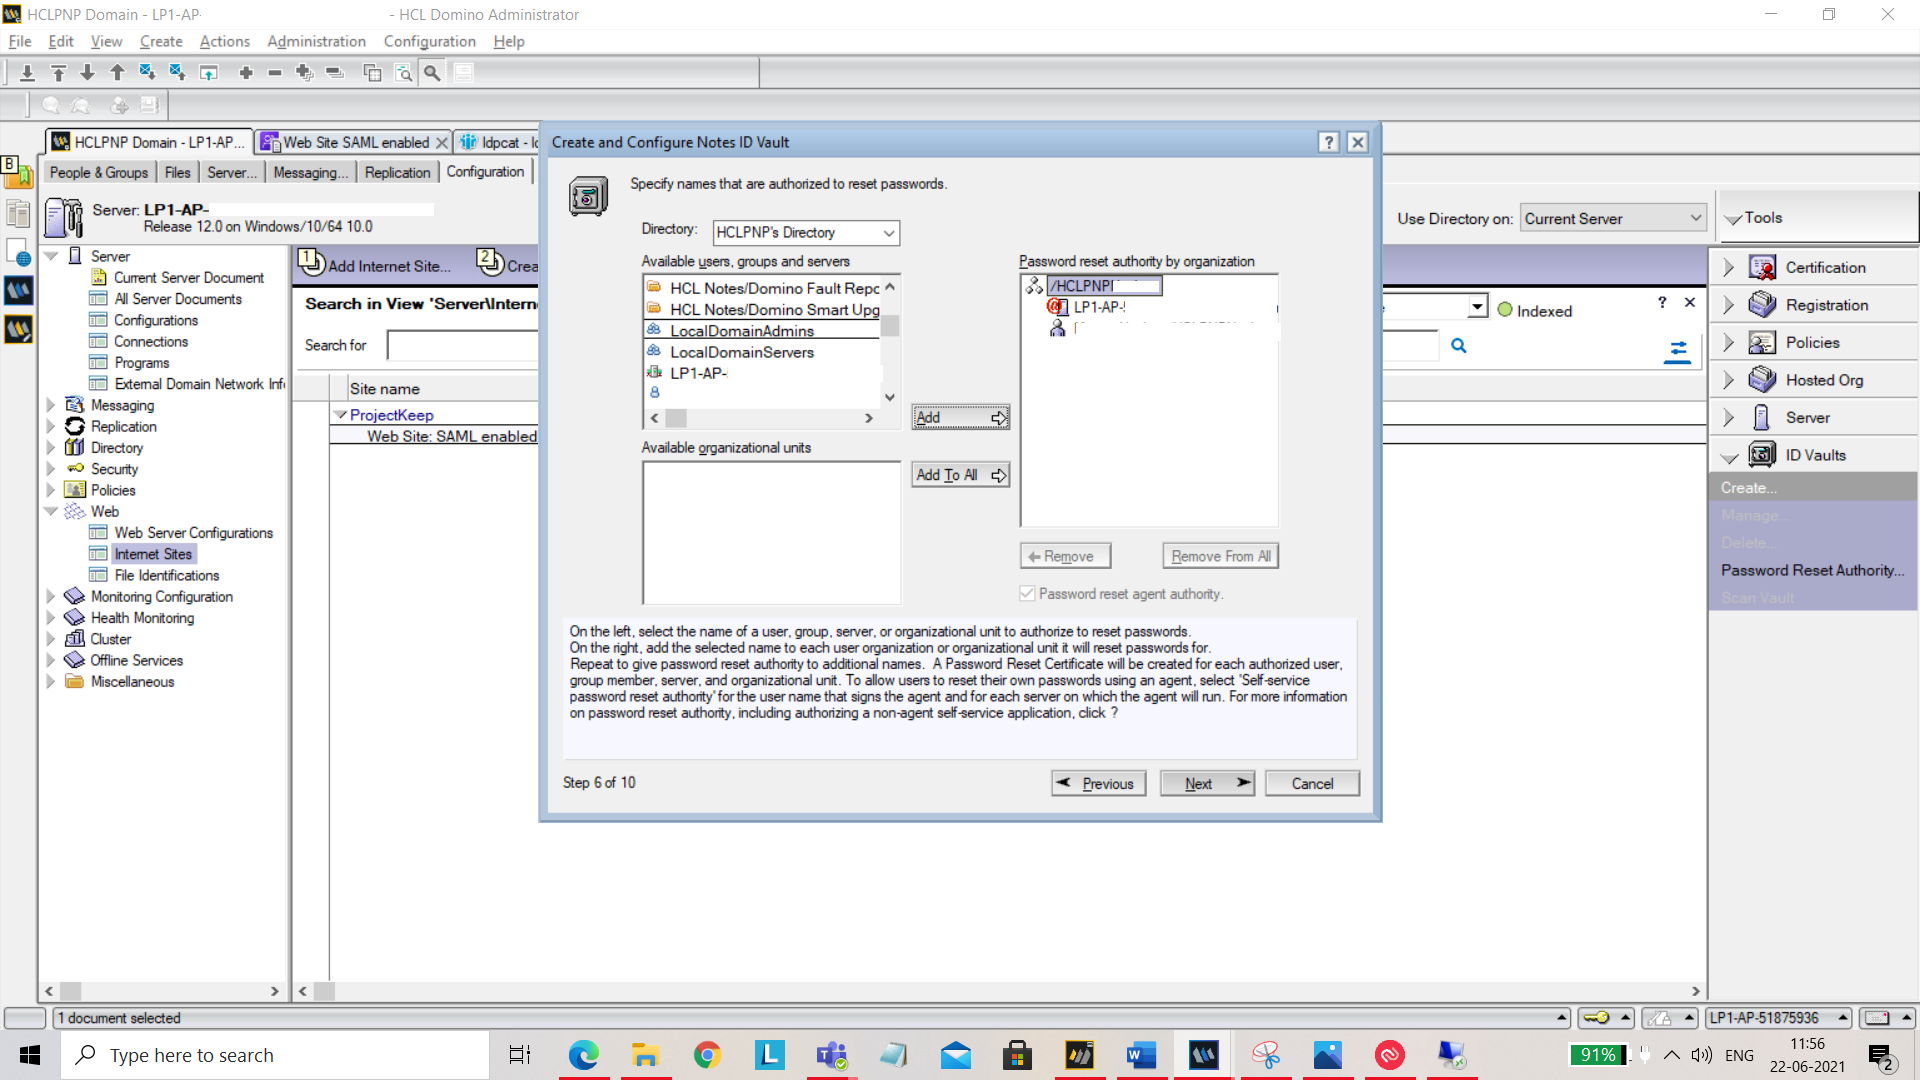 HCLPNP Domain - LP1-AP- - HCL Domino Administrator
File Edit View Create Actions Administration Configuration Help
HCLPNP Domain - LP1-AP...
Web Site SAML enabled
Idpcat - Ic
B
People & Groups
Files
Server...
Messaging...
Replication
Configuration
Server: LP1-AP-
Release 12.0 on Windows/10/64 10.0
Use Directory on: Current Server
Tools
Server
Current Server Document
All Server Documents
Configurations
Connections
Programs
External Domain Network Inf
Messaging
Replication
Directory
Security
Policies
Web
Web Server Configurations
Internet Sites
File Identifications
Monitoring Configuration
Health Monitoring
Cluster
Offline Services
Miscellaneous
1 Add Internet Site...
2 Crea
Search in View 'Server\Intern
Indexed
? ×
Search for
Site name
ProjectKeep
Web Site: SAML enabled
Create and Configure Notes ID Vault
?
Specify names that are authorized to reset passwords.
Directory: HCLPNP's Directory
Available users, groups and servers
HCL Notes/Domino Fault Repo
HCL Notes/Domino Smart Upg
LocalDomainAdmins
LocalDomainServers
LP1-AP-
Available organizational units
Add
Add To All
Password reset authority by organization
/HCLPNP
LP1-AP-
Remove
Remove From All
Password reset agent authority.
On the left, select the name of a user, group, server, or organizational unit to authorize to reset passwords.
On the right, add the selected name to each user organization or organizational unit it will reset passwords for.
Repeat to give password reset authority to additional names. A Password Reset Certificate will be created for each authorized user,
group member, server, and organizational unit. To allow users to reset their own passwords using an agent, select 'Self-service
password reset authority' for the user name that signs the agent and for each server on which the agent will run. For more information
on password reset authority, including authorizing a non-agent self-service application, click ?
Step 6 of 10
Previous
Next
Cancel
Certification
Registration
Policies
Hosted Org
Server
ID Vaults
Create...
Manage...
Delete...
Password Reset Authority...
Scan Vault
1 document selected
LP1-AP-51875936
Type here to search
91%
ENG
11:56
22-06-2021
2